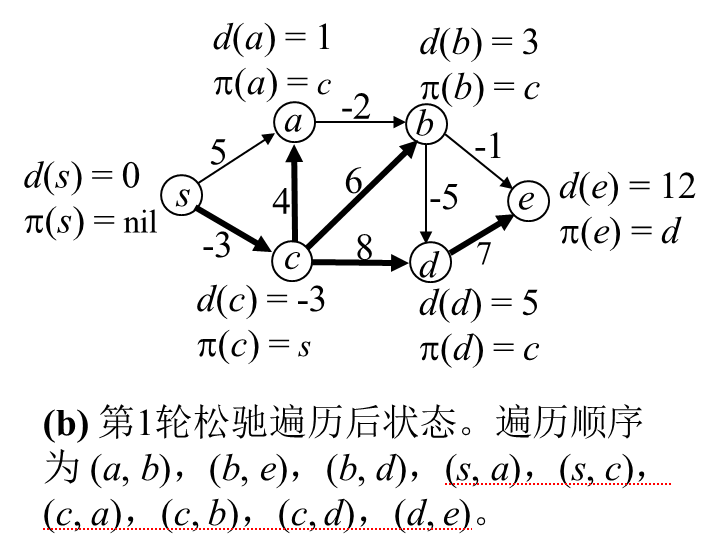 d(a) = 1
π(a) = c
d(b) = 3
π(b) = c
a
-2
b
5
-1
d(s) = 0
π(s) = nil
s
4
6
-5
e
d(e) = 12
π(e) = d
-3
c
8
d
7
d(c) = -3
π(c) = s
d(d) = 5
π(d) = c
(b) 第1轮松驰遍历后状态。遍历顺序
为 (a, b)，(b, e)，(b, d)，(s, a)，(s, c)，
(c, a)，(c, b)，(c, d)，(d, e)。